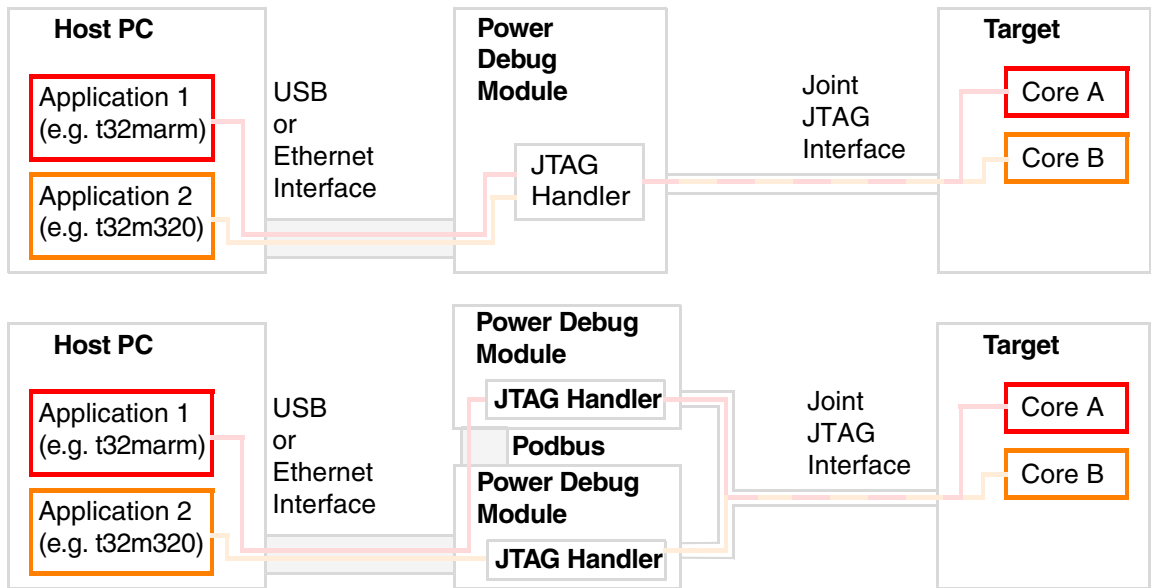 Host PC
Application 1
(e.g. t32marm)
Application 2
(e.g. t32m320)
USB
or
Ethernet
Interface
Power
Debug
Module
JTAG
Handler
Joint
JTAG
Interface
Target
Core A
Core B
Host PC
Application 1
(e.g. t32marm)
Application 2
(e.g. t32m320)
USB
or
Ethernet
Interface
Power Debug
Module
JTAG Handler
Podbus
Power Debug
Module
JTAG Handler
Joint
JTAG
Interface
Target
Core A
Core B